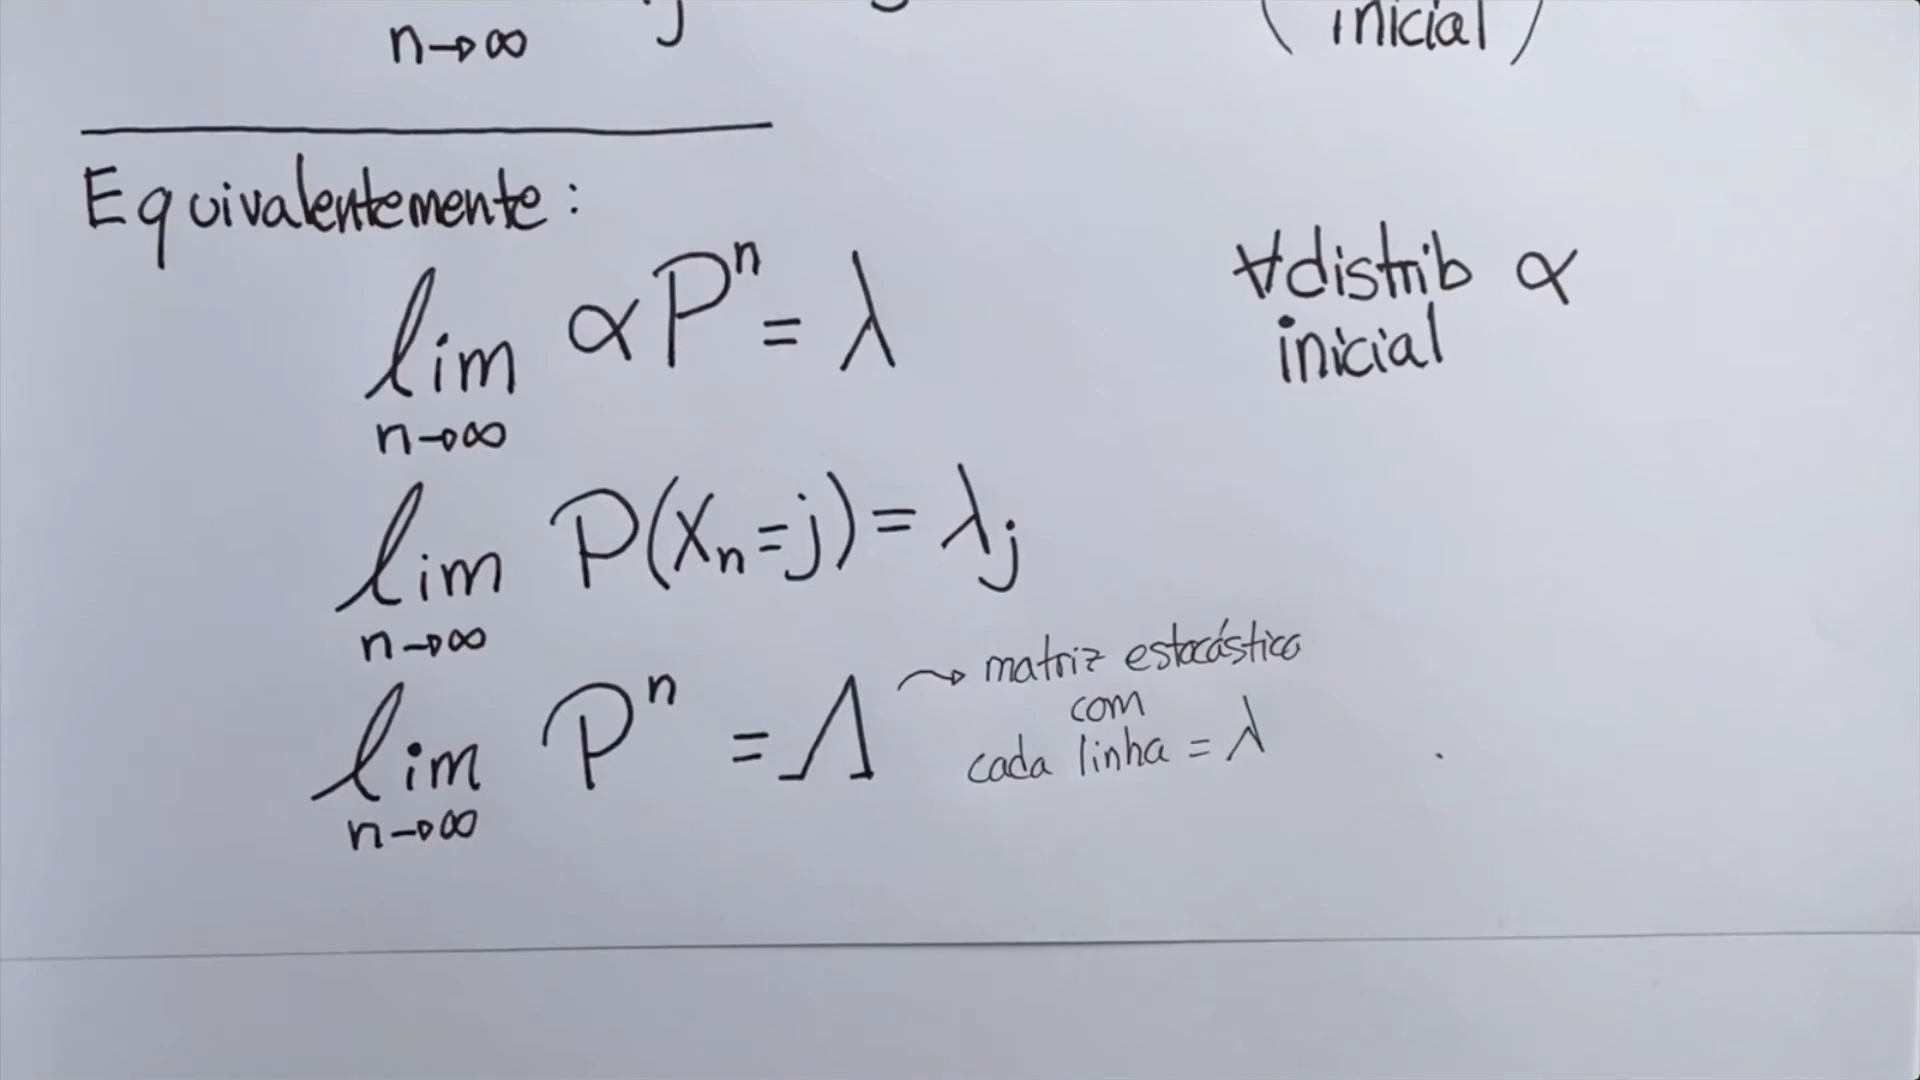 n→∞ j (inicial)
Equivalentemente:
lim αPⁿ = λ ∀distrib α
n→∞ inicial
lim P(Xₙ=j) = λⱼ
n→∞
lim Pⁿ = Λ → matriz estocástica
n→∞ com
cada linha = λ